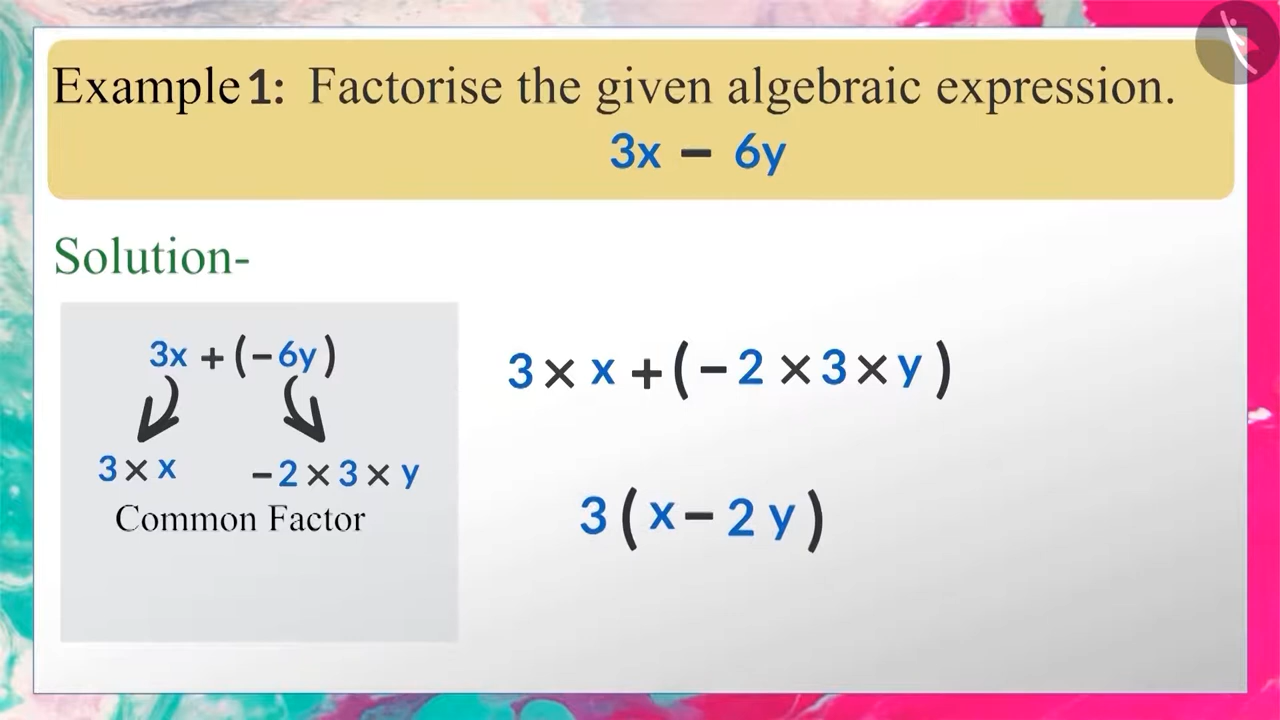 Example 1: Factorise the given algebraic expression.
3x − 6y
Solution-
3x + (− 6y)
3 × x − 2 × 3 × y
Common Factor
3 × x + (− 2 × 3 × y)
3 (x − 2 y)